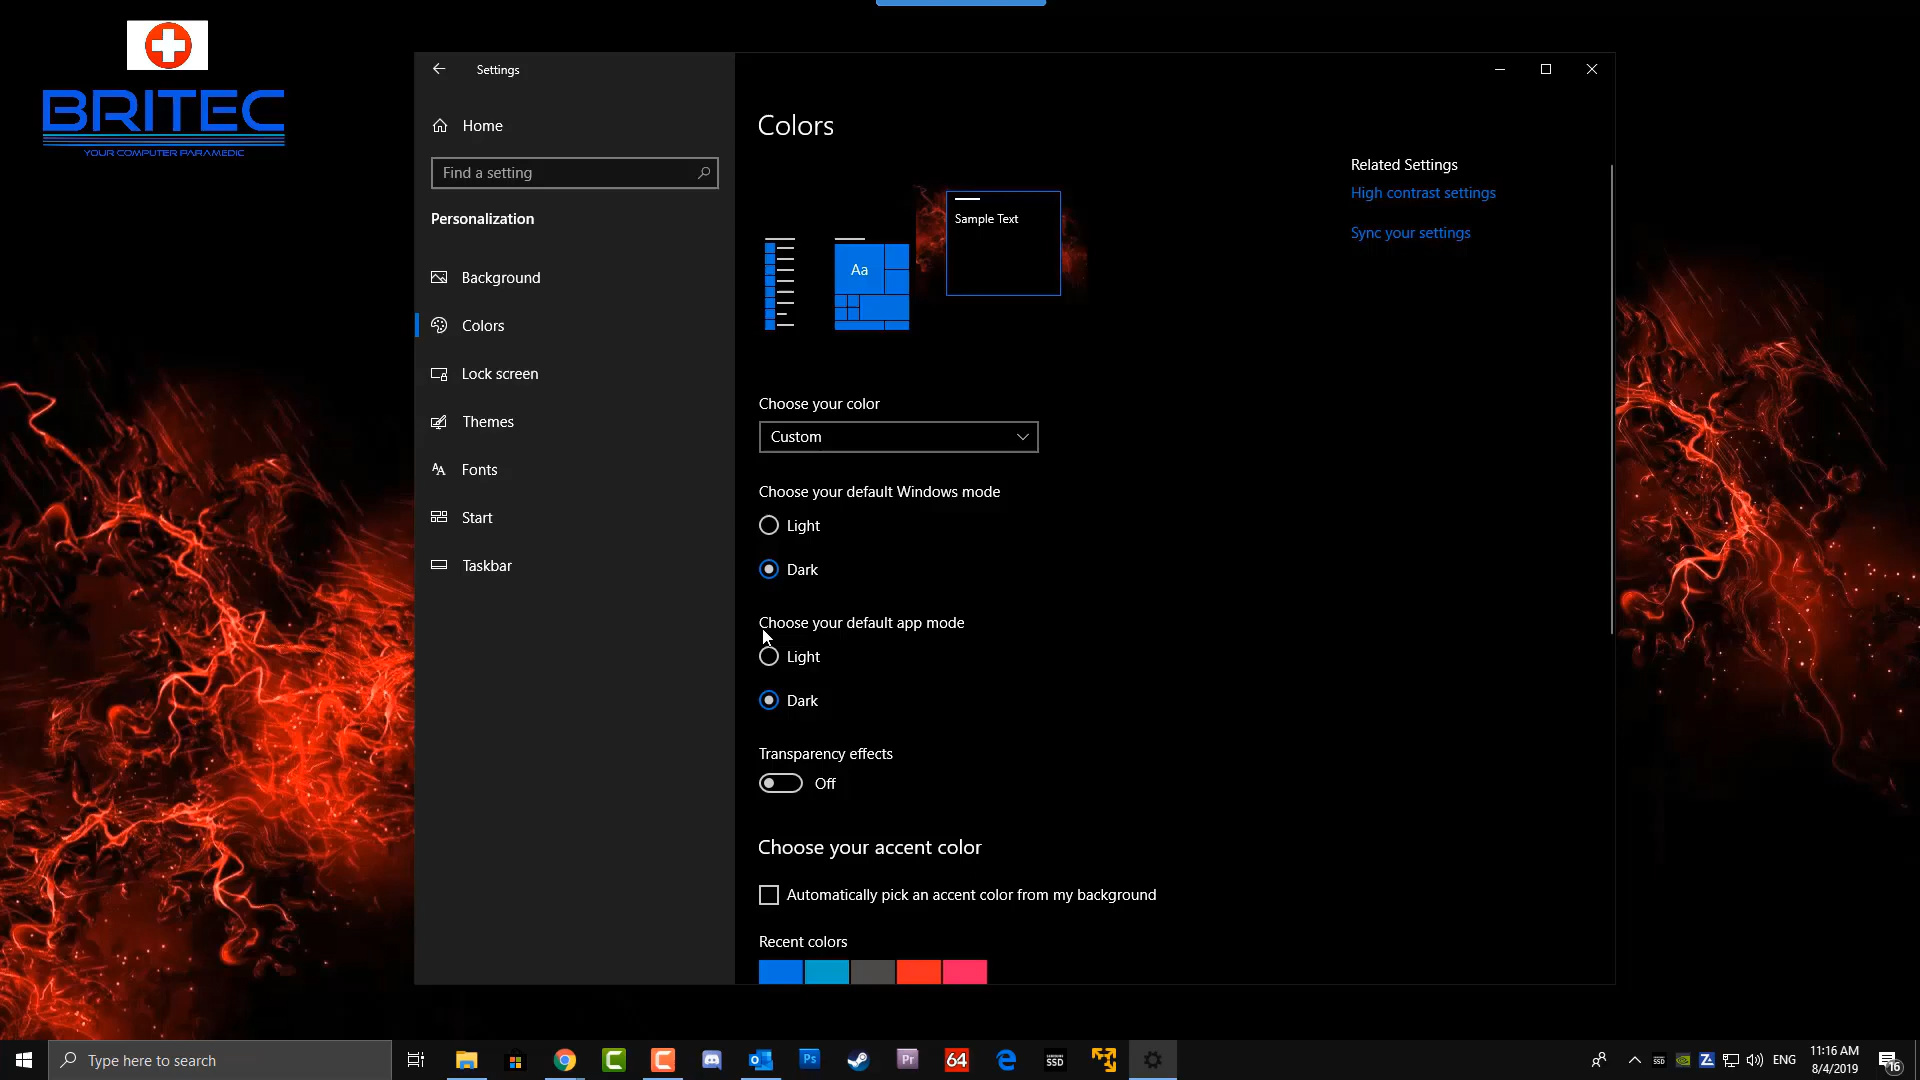 BRITEC
YOUR COMPUTER PARAMEDIC
Settings
Home
Find a setting
Personalization
Background
Colors
Lock screen
Themes
Fonts
Start
Taskbar
Colors
Sample Text
Aa
Choose your color
Custom
Choose your default Windows mode
Light
Dark
Choose your default app mode
Light
Dark
Transparency effects
Off
Choose your accent color
Automatically pick an accent color from my background
Recent colors
Related Settings
High contrast settings
Sync your settings
Type here to search
Ps
Pr
64
SSD
SSD
ENG
11:16 AM
8/4/2019
16